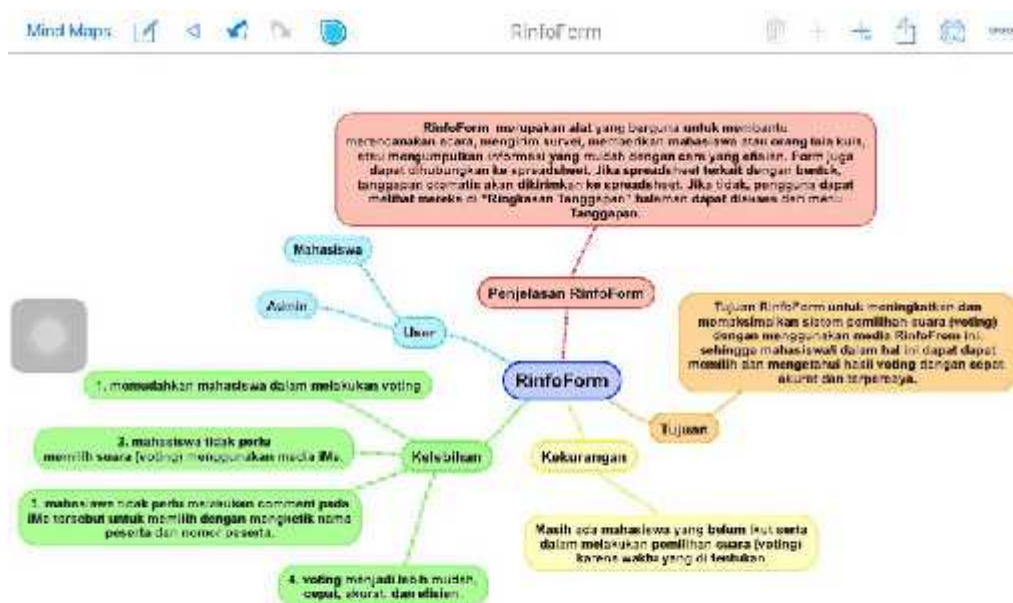 Mind Maps
RinfoForm
RinfoForm merupakan alat yang berguna untuk membantu
merencanakan acara, mengirim survei, memberikan mahasiswa atau orang lain kuis,
atau mengumpulkan informasi yang mudah dengan cara yang efisien. Form juga
dapat dihubungkan ke spreadsheet. Jika spreadsheet terkait dengan bentuk,
tanggapan otomatis akan dikirimkan ke spreadsheet. Jika tidak, pengguna dapat
melihat mereka di "Ringkasan Tanggapan" halaman dapat diakses dari menu
Tanggapan.
Mahasiswa
Admin
User
Penjelasan RinfoForm
Tujuan RinfoForm untuk meningkatkan dan
memaksimalkan sistem pemilihan suara (voting)
dengan menggunakan media RinfoFrom ini.
sehingga mahasiswa/i dalam hal ini dapat dapat
memilih dan mengetahui hasil voting dengan cepat
akurat dan terpercaya.
RinfoForm
Tujuan
1. memudahkan mahasiswa dalam melakukan voting
2. mahasiswa tidak perlu
memilih suara (voting) menggunakan media iMe.
Kelebihan
Kekurangan
3. mahasiswa tidak perlu melakukan comment pada
iMe tersebut untuk memilih dengan mengketik nama
peserta dan nomor peserta.
4. voting menjadi lebih mudah,
cepat, akurat, dan efisien.
Masih ada mahasiswa yang belum ikut serta
dalam melakukan pemilihan suara (voting)
karena waktu yang di tentukan